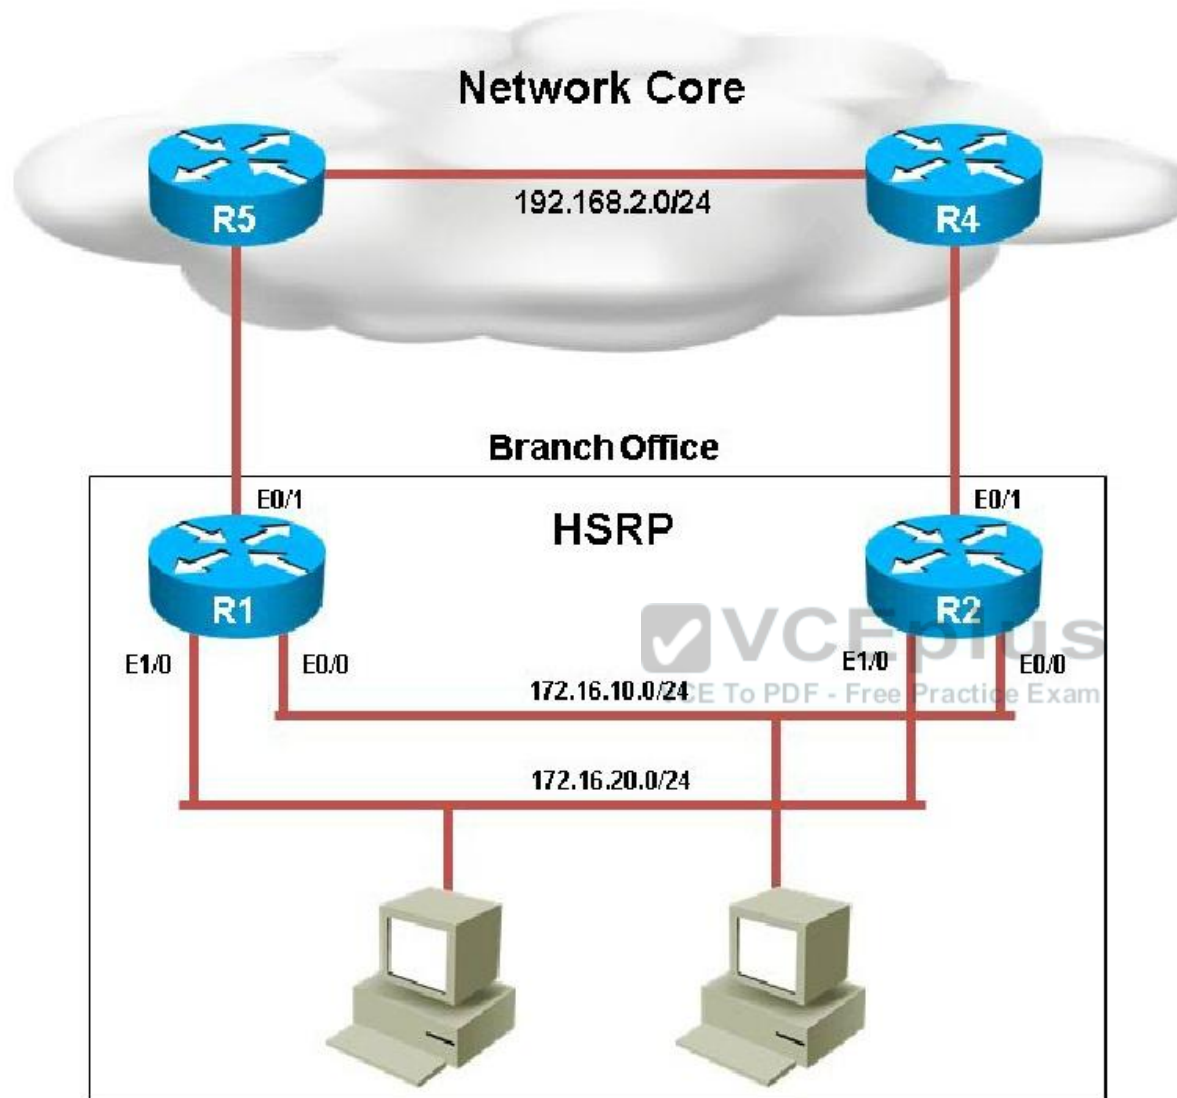 Network Core
192.168.2.0/24
R5
R4
Branch Office
E0/1
E0/1
HSRP
R1
R2
VCEplus
E1/0
E0/0
E1/0
E0/0
172.16.10.0/24
VCE To PDF - Free Practice Exam
172.16.20.0/24